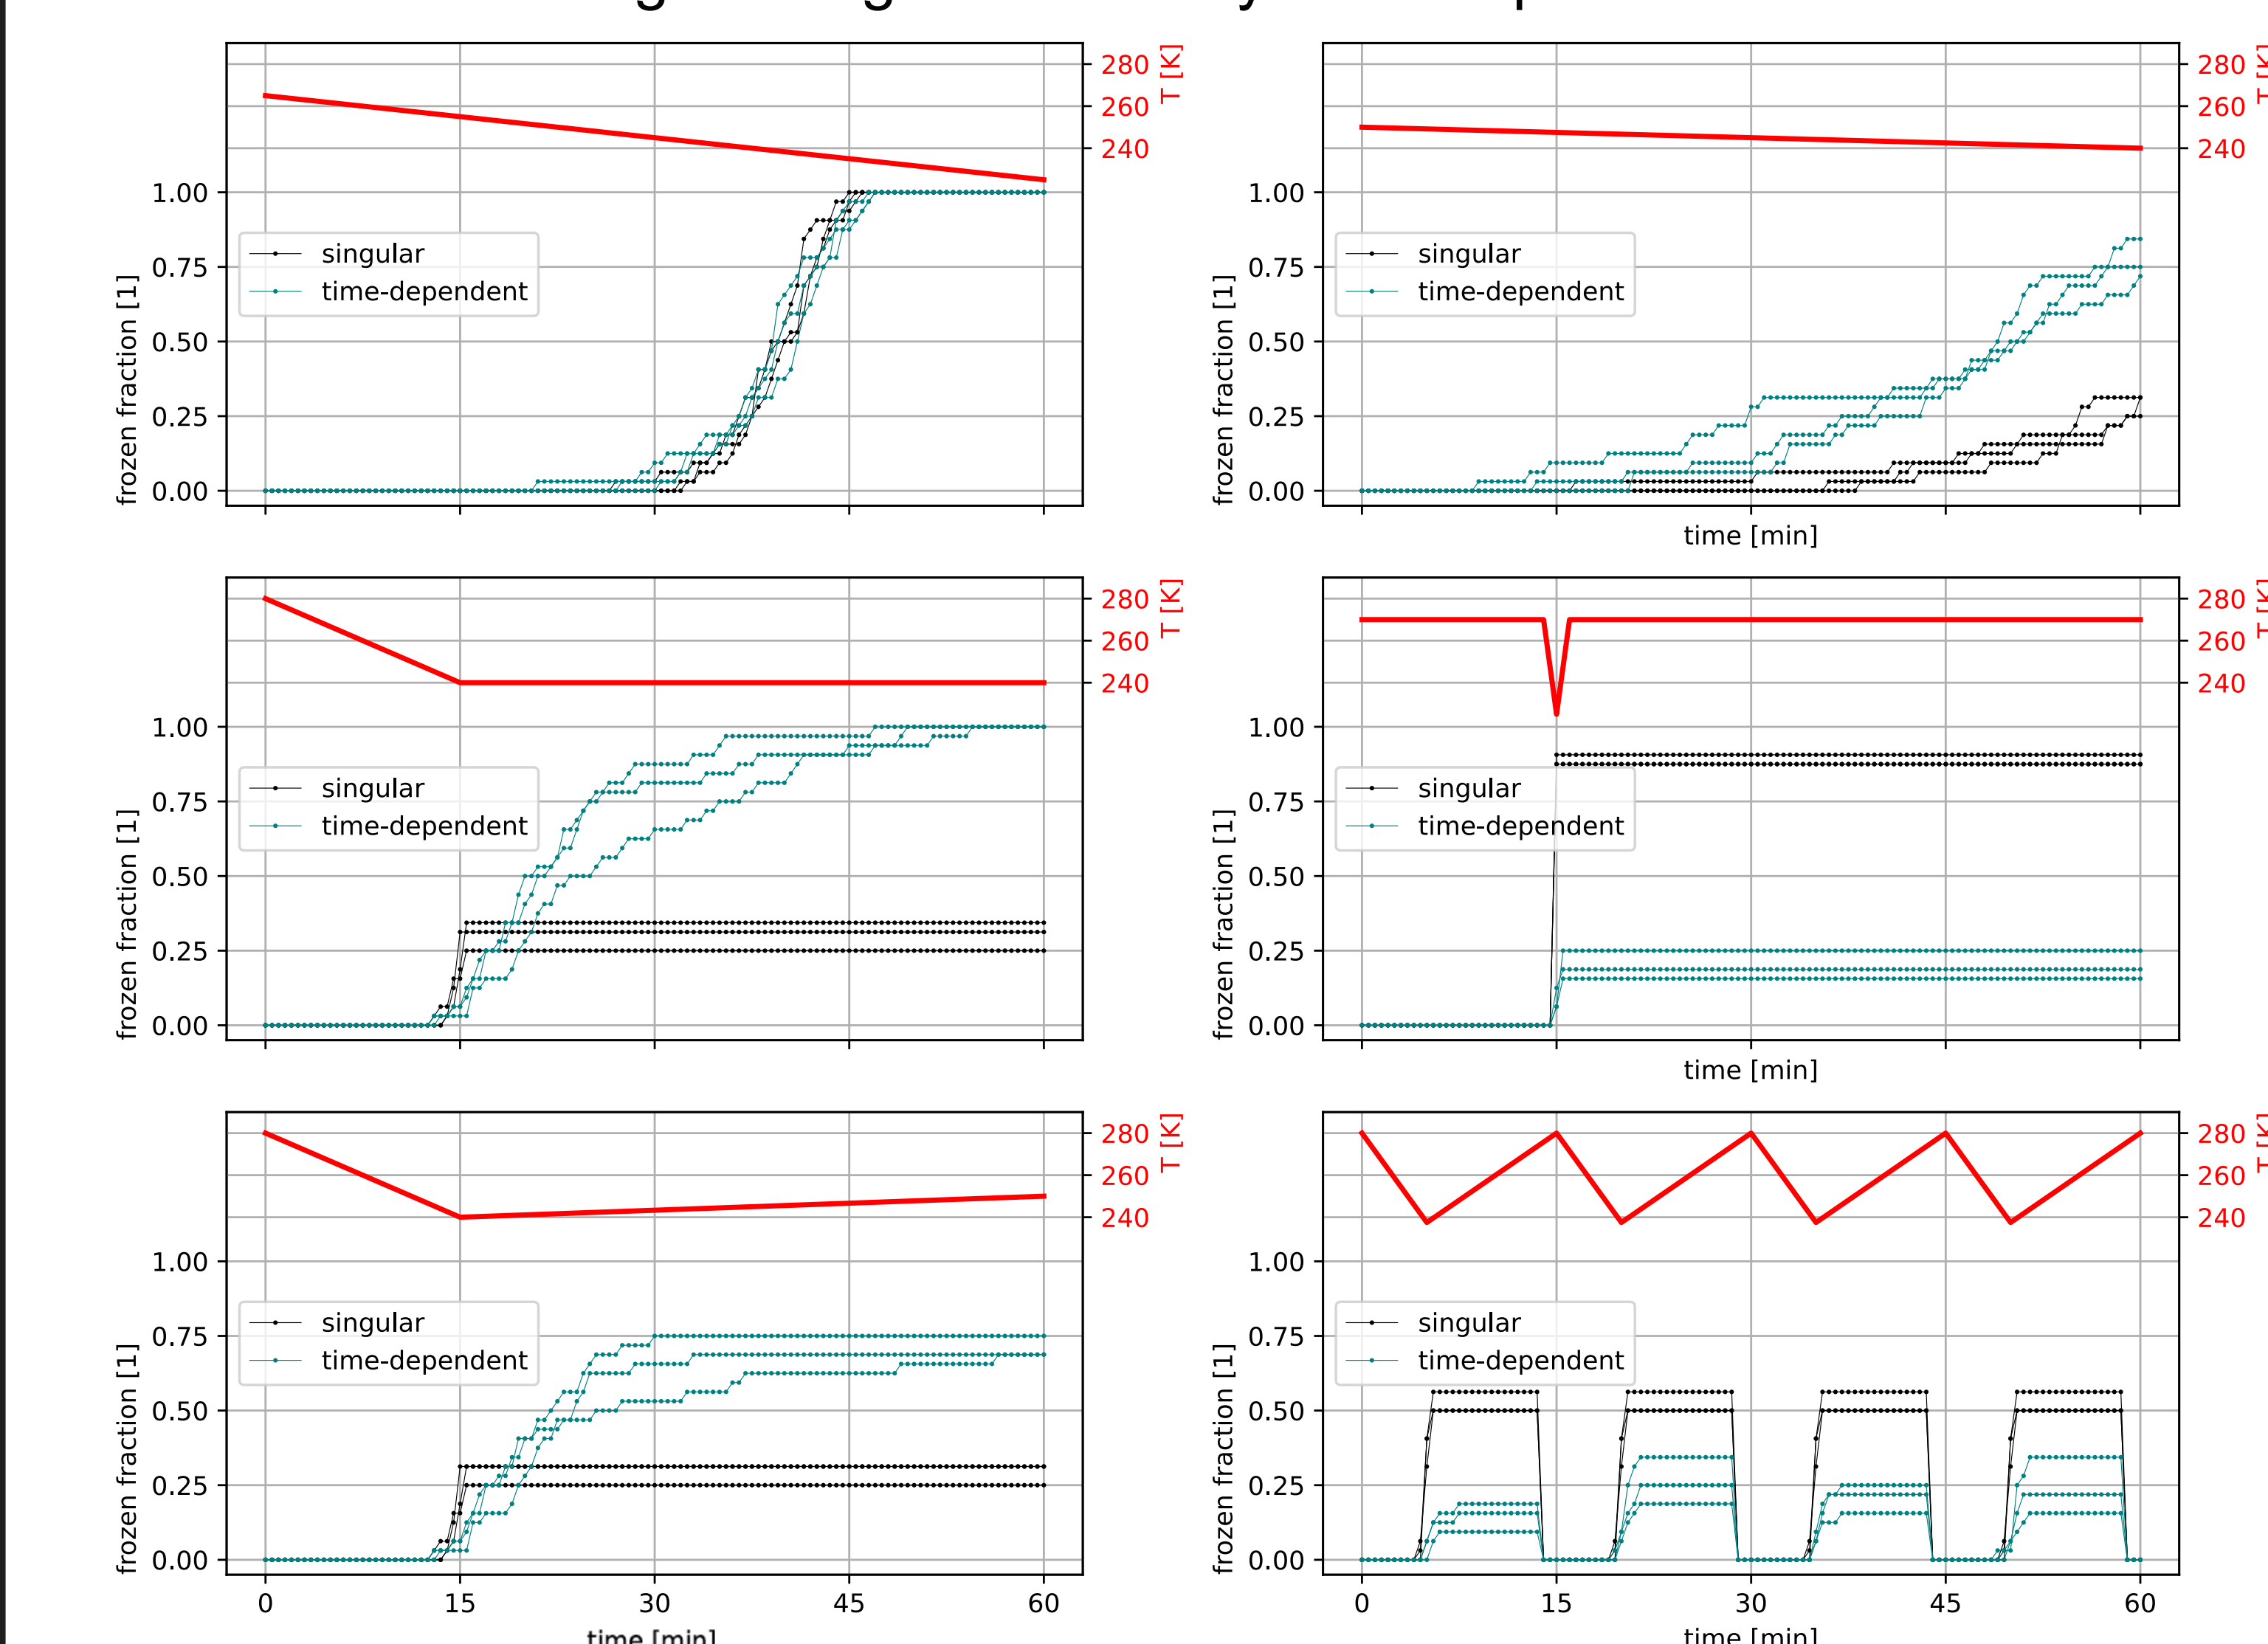 280
260
240
T [K]
1.00
0.75
0.50
0.25
0.00
frozen fraction [1]
singular
time-dependent
280
260
240
T [K]
1.00
0.75
0.50
0.25
0.00
frozen fraction [1]
singular
time-dependent
time [min]
280
260
240
T [K]
1.00
0.75
0.50
0.25
0.00
frozen fraction [1]
singular
time-dependent
280
260
240
T [K]
1.00
0.75
0.50
0.25
0.00
frozen fraction [1]
singular
time-dependent
time [min]
280
260
240
T [K]
1.00
0.75
0.50
0.25
0.00
frozen fraction [1]
singular
time-dependent
0 15 30 45 60
time [min]
280
260
240
T [K]
1.00
0.75
0.50
0.25
0.00
frozen fraction [1]
singular
time-dependent
0 15 30 45 60
time [min]